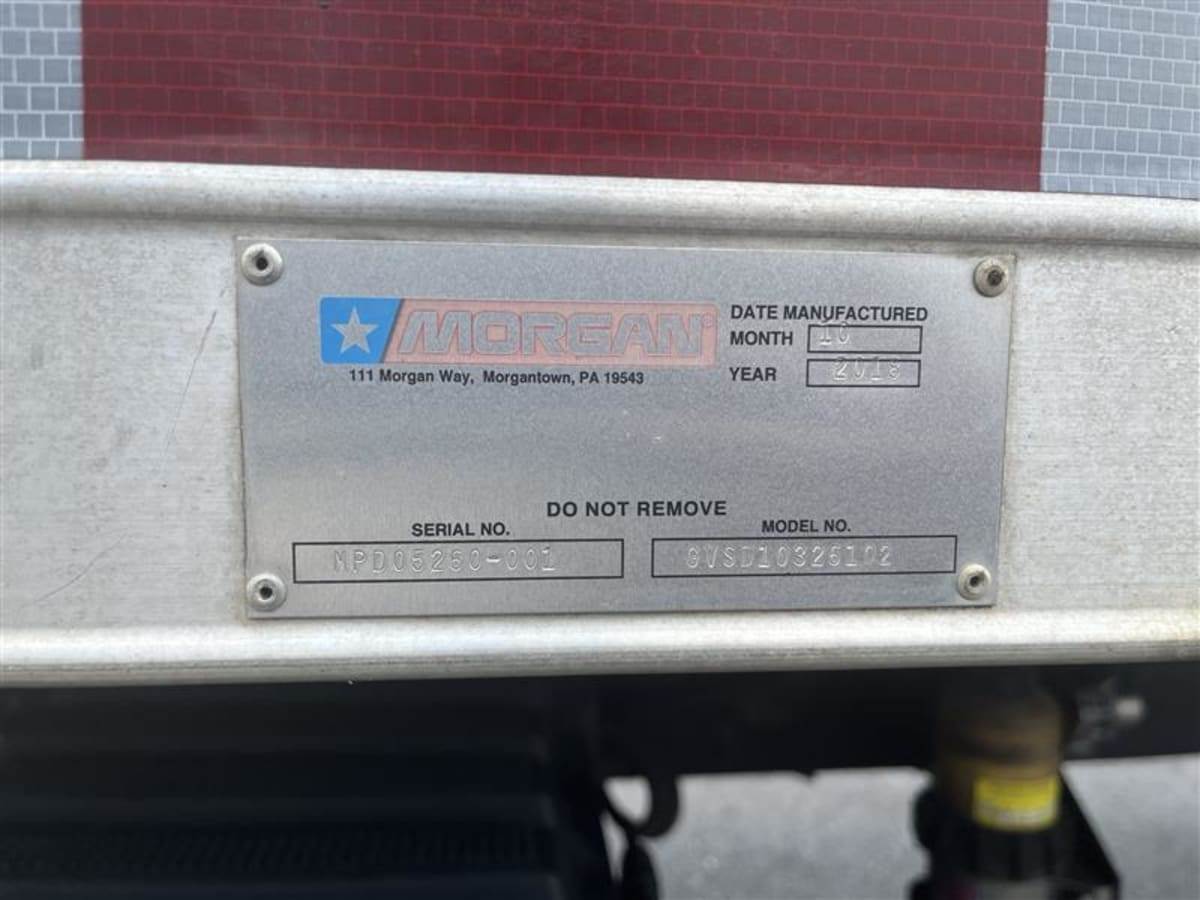 MORGAN®
111 Morgan Way, Morgantown, PA 19543
DATE MANUFACTURED
MONTH 10
YEAR 2018
DO NOT REMOVE
SERIAL NO.
MPD05260-001
MODEL NO.
GVSD10326102